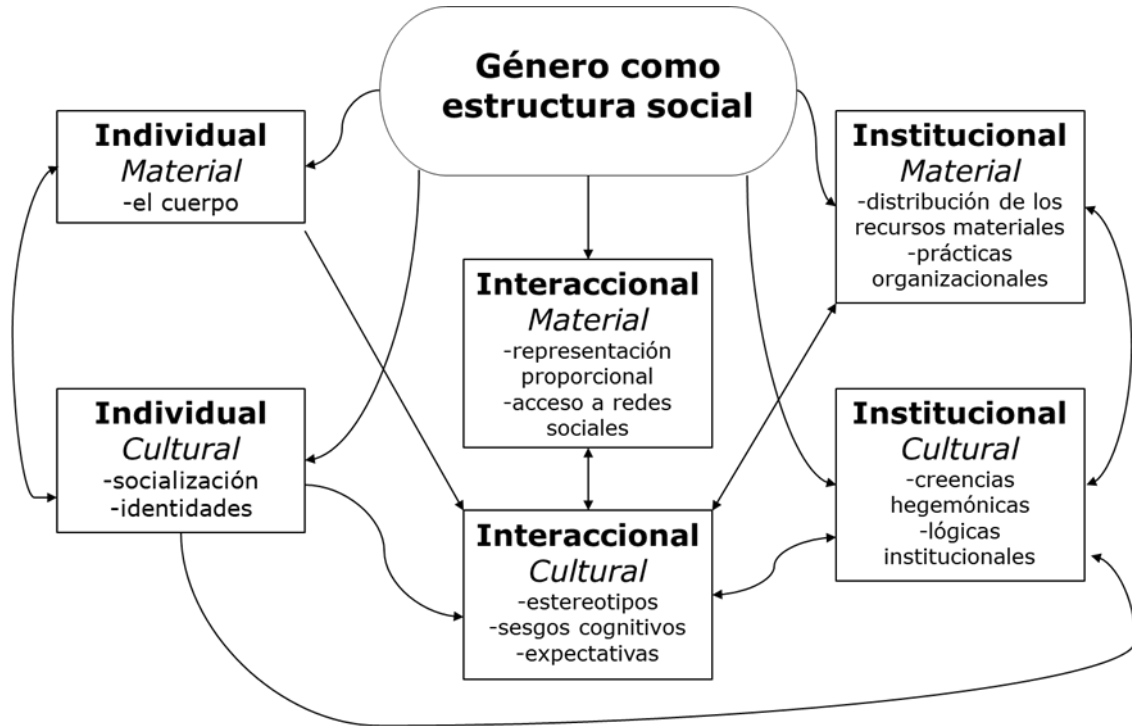 Género como
estructura social
Individual
Material
-el cuerpo
Institucional
Material
-distribución de los
recursos materiales
-prácticas
organizacionales
Interaccional
Material
-representación
proporcional
-acceso a redes
sociales
Individual
Cultural
-socialización
-identidades
Institucional
Cultural
-creencias
hegemónicas
-lógicas
institucionales
Interaccional
Cultural
-estereotipos
-sesgos cognitivos
-expectativas